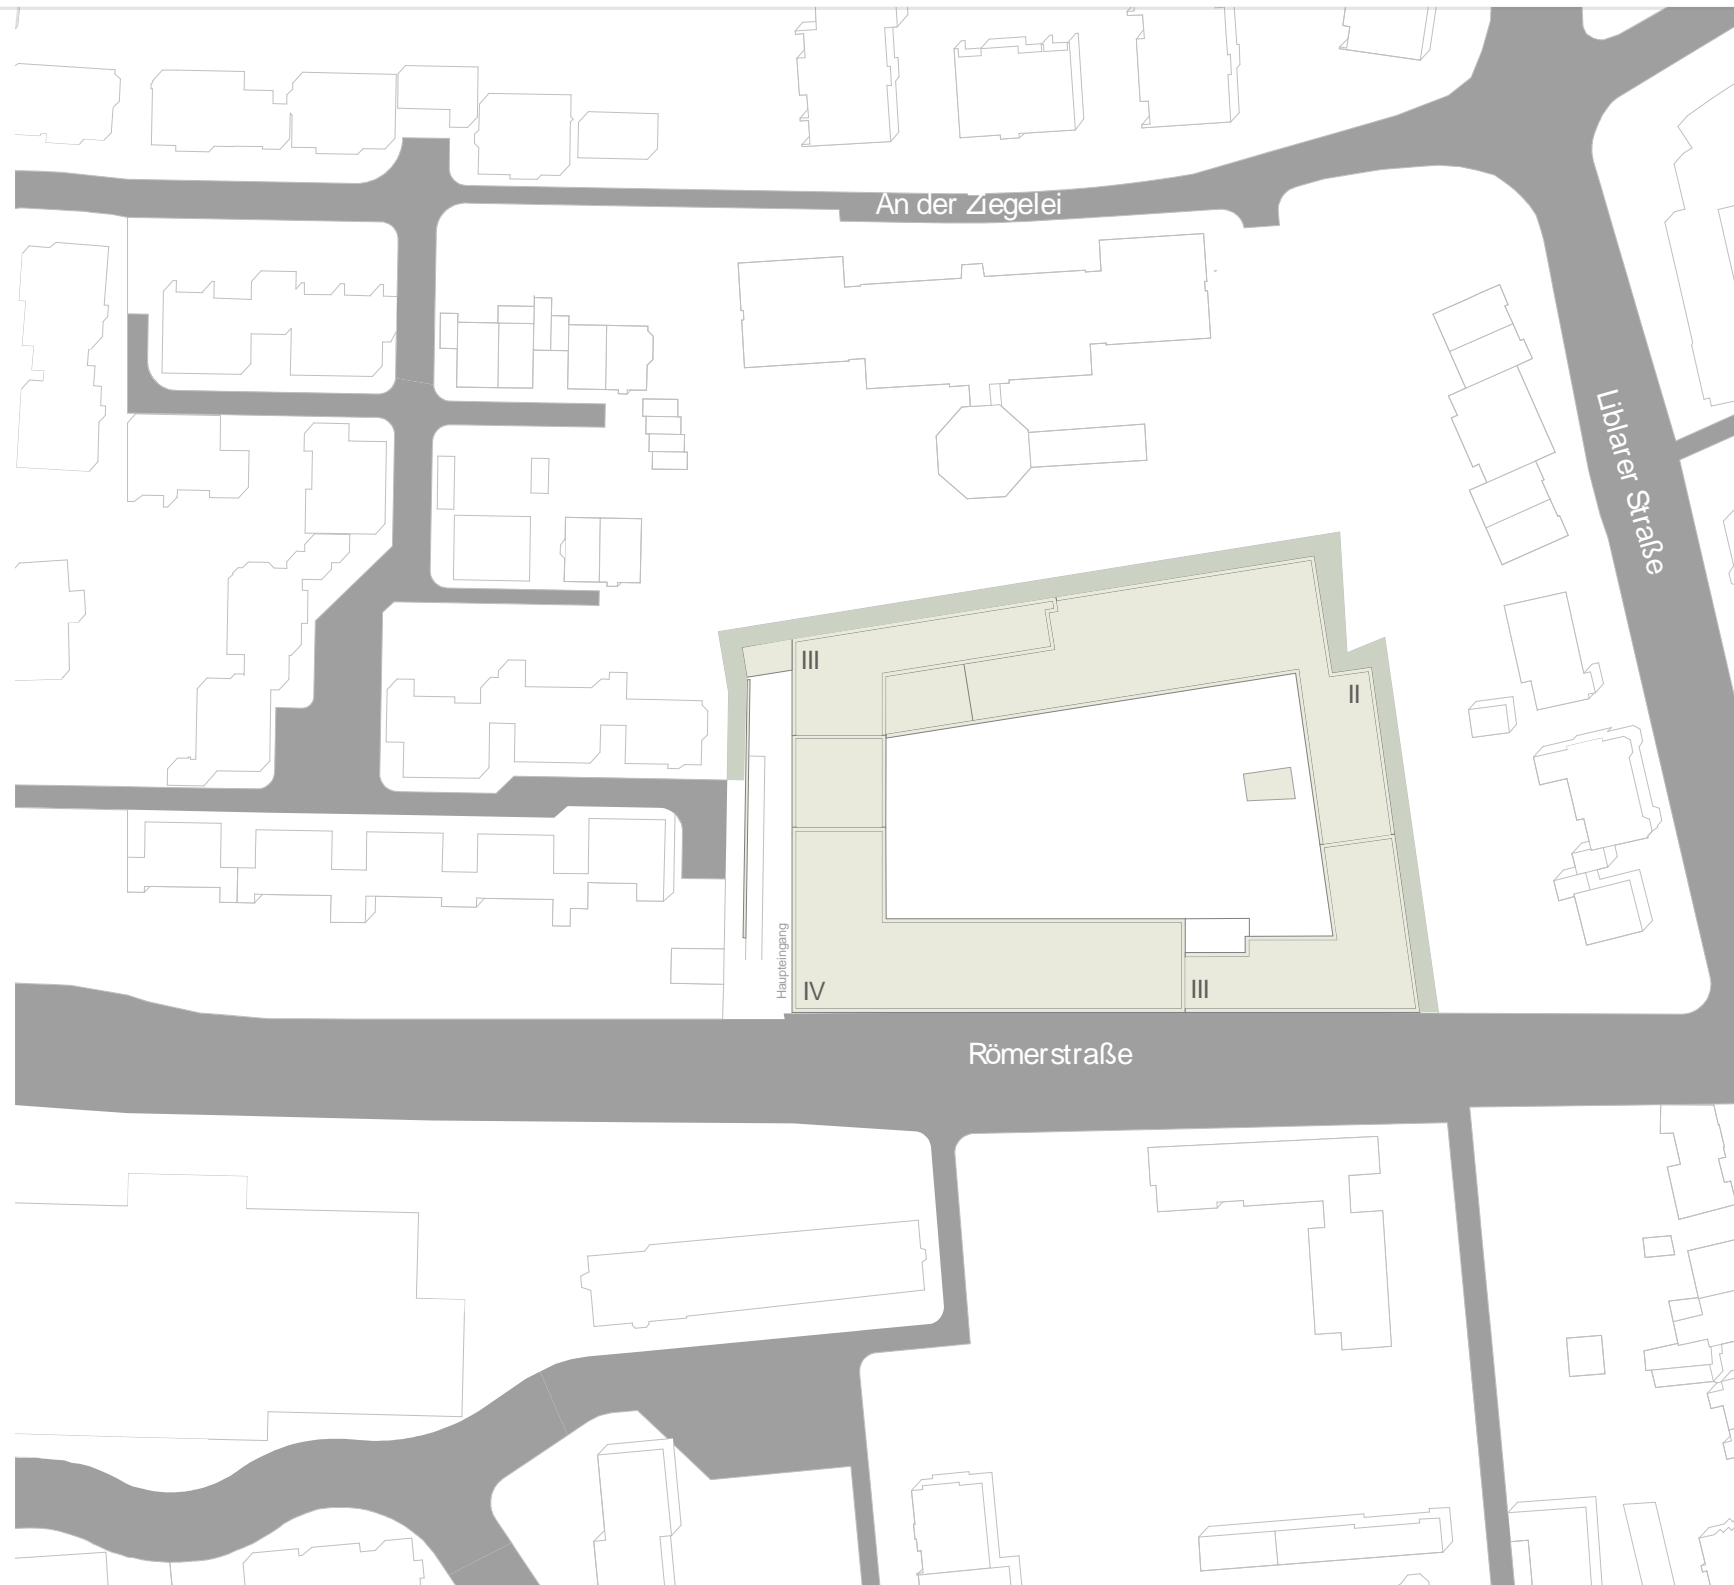 An der Ziegelei
Liblarer Straße
III
II
Haupteingang
IV
III
Römerstraße